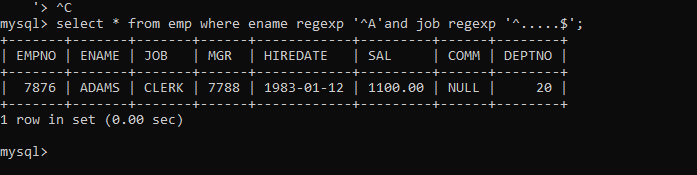 '> ^C
mysql> select * from emp where ename regexp '^A'and job regexp '^.....$';
+-------+-------+-------+------+------------+---------+------+--------+
| EMPNO | ENAME | JOB   | MGR  | HIREDATE   | SAL     | COMM | DEPTNO |
+-------+-------+-------+------+------------+---------+------+--------+
|  7876 | ADAMS | CLERK | 7788 | 1983-01-12 | 1100.00 | NULL |     20 |
+-------+-------+-------+------+------------+---------+------+--------+
1 row in set (0.00 sec)
mysql>